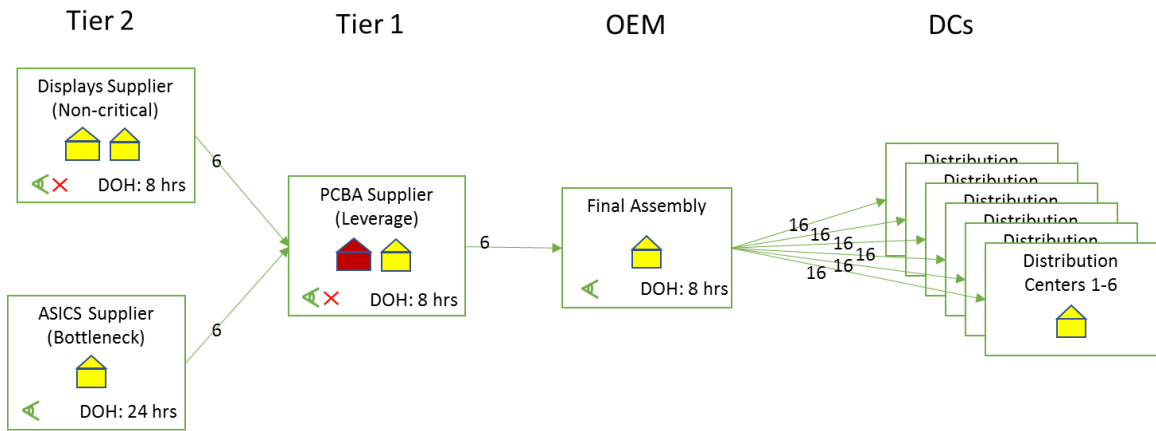 Tier 2
Tier 1
OEM
DCs
Displays Supplier
(Non-critical)
DOH: 8 hrs
6
PCBA Supplier
(Leverage)
DOH: 8 hrs
6
Final Assembly
DOH: 8 hrs
16
16
16
16
16
16
Distribution
Distribution
Distribution
Distribution
Distribution
Distribution
Centers 1-6
ASICS Supplier
(Bottleneck)
DOH: 24 hrs
6